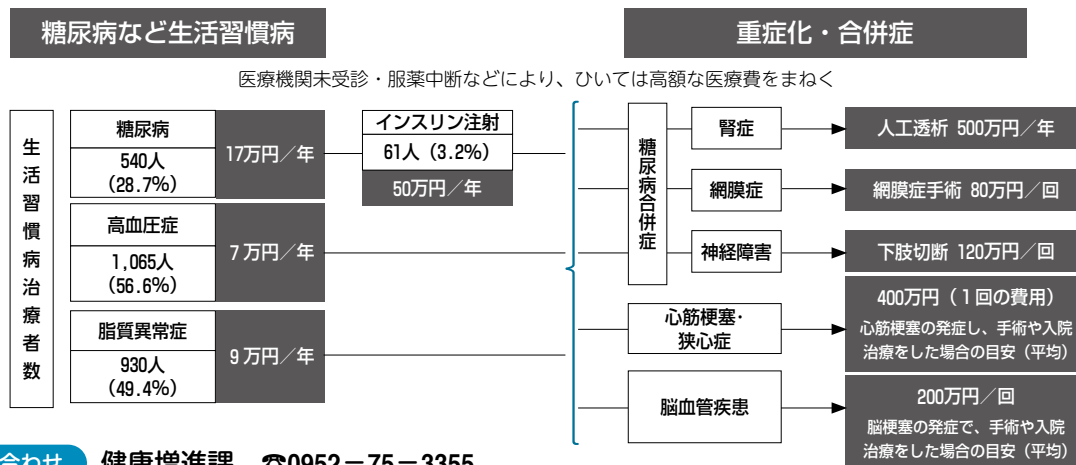 糖尿病など生活習慣病
重症化・合併症
医療機関未受診・服薬中断などにより、ひいては高額な医療費をまねく
生活習慣病治療者数
糖尿病
540人
(28.7%)
17万円／年
インスリン注射
61人（3.2%）
50万円／年
高血圧症
1,065人
(56.6%)
7万円／年
脂質異常症
930人
(49.4%)
9万円／年
糖尿病合併症
腎症
人工透析 500万円／年
網膜症
網膜症手術 80万円／回
神経障害
下肢切断 120万円／回
心筋梗塞・
狭心症
400万円（１回の費用）
心筋梗塞の発症し、手術や入院
治療をした場合の目安（平均）
脳血管疾患
200万円／回
脳梗塞の発症で、手術や入院
治療をした場合の目安（平均）
合わせ 健康増進課 ☎0952－75－3355